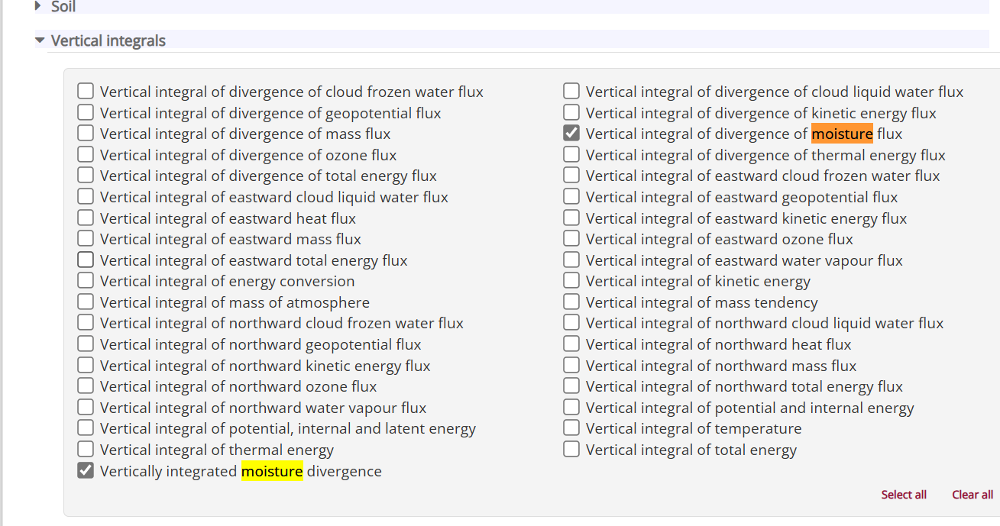 Soil
Vertical integrals
Vertical integral of divergence of cloud frozen water flux
Vertical integral of divergence of cloud liquid water flux
Vertical integral of divergence of geopotential flux
Vertical integral of divergence of kinetic energy flux
Vertical integral of divergence of mass flux
Vertical integral of divergence of moisture flux
Vertical integral of divergence of ozone flux
Vertical integral of divergence of thermal energy flux
Vertical integral of divergence of total energy flux
Vertical integral of eastward cloud frozen water flux
Vertical integral of eastward cloud liquid water flux
Vertical integral of eastward geopotential flux
Vertical integral of eastward heat flux
Vertical integral of eastward kinetic energy flux
Vertical integral of eastward mass flux
Vertical integral of eastward ozone flux
Vertical integral of eastward total energy flux
Vertical integral of eastward water vapour flux
Vertical integral of energy conversion
Vertical integral of kinetic energy
Vertical integral of mass of atmosphere
Vertical integral of mass tendency
Vertical integral of northward cloud frozen water flux
Vertical integral of northward cloud liquid water flux
Vertical integral of northward geopotential flux
Vertical integral of northward heat flux
Vertical integral of northward kinetic energy flux
Vertical integral of northward mass flux
Vertical integral of northward ozone flux
Vertical integral of northward total energy flux
Vertical integral of northward water vapour flux
Vertical integral of potential and internal energy
Vertical integral of potential, internal and latent energy
Vertical integral of temperature
Vertical integral of thermal energy
Vertical integral of total energy
Vertically integrated moisture divergence
Select all Clear all